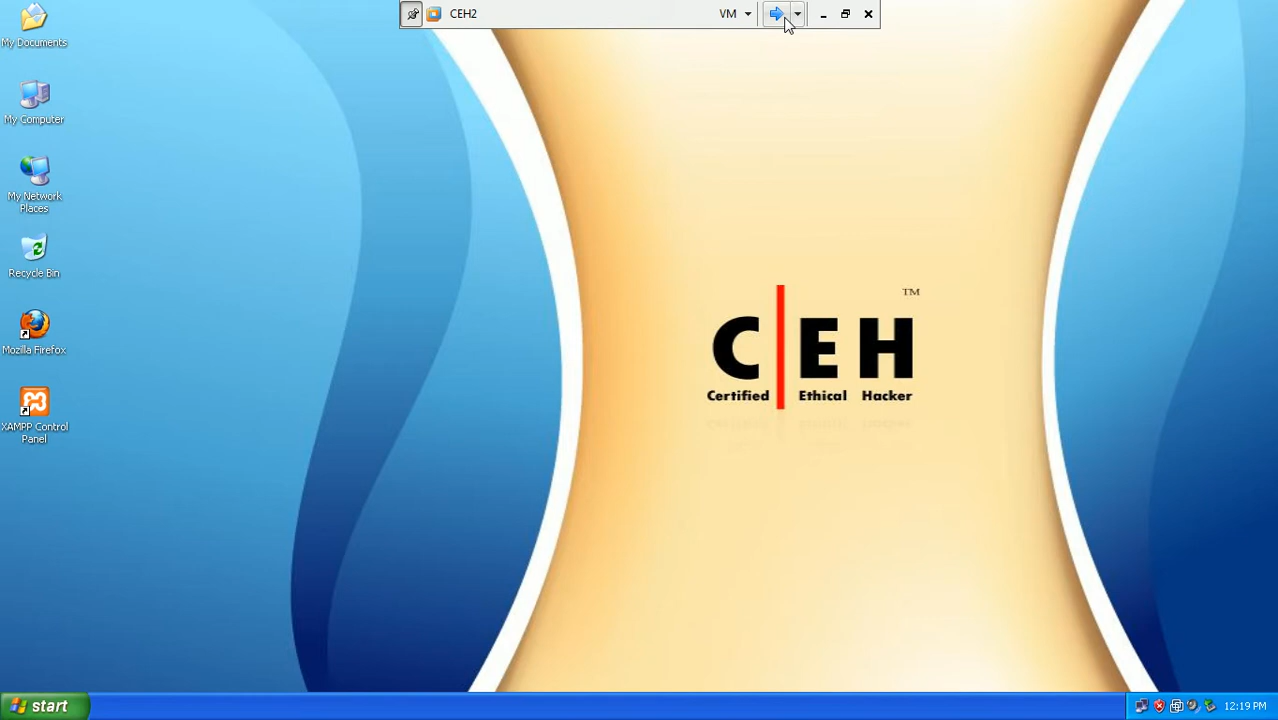 CEH2
VM
My Documents
My Computer
My Network
Places
Recycle Bin
Mozilla Firefox
XAMPP Control
Panel
C EH
TM
Certified Ethical Hacker
start
12:19 PM